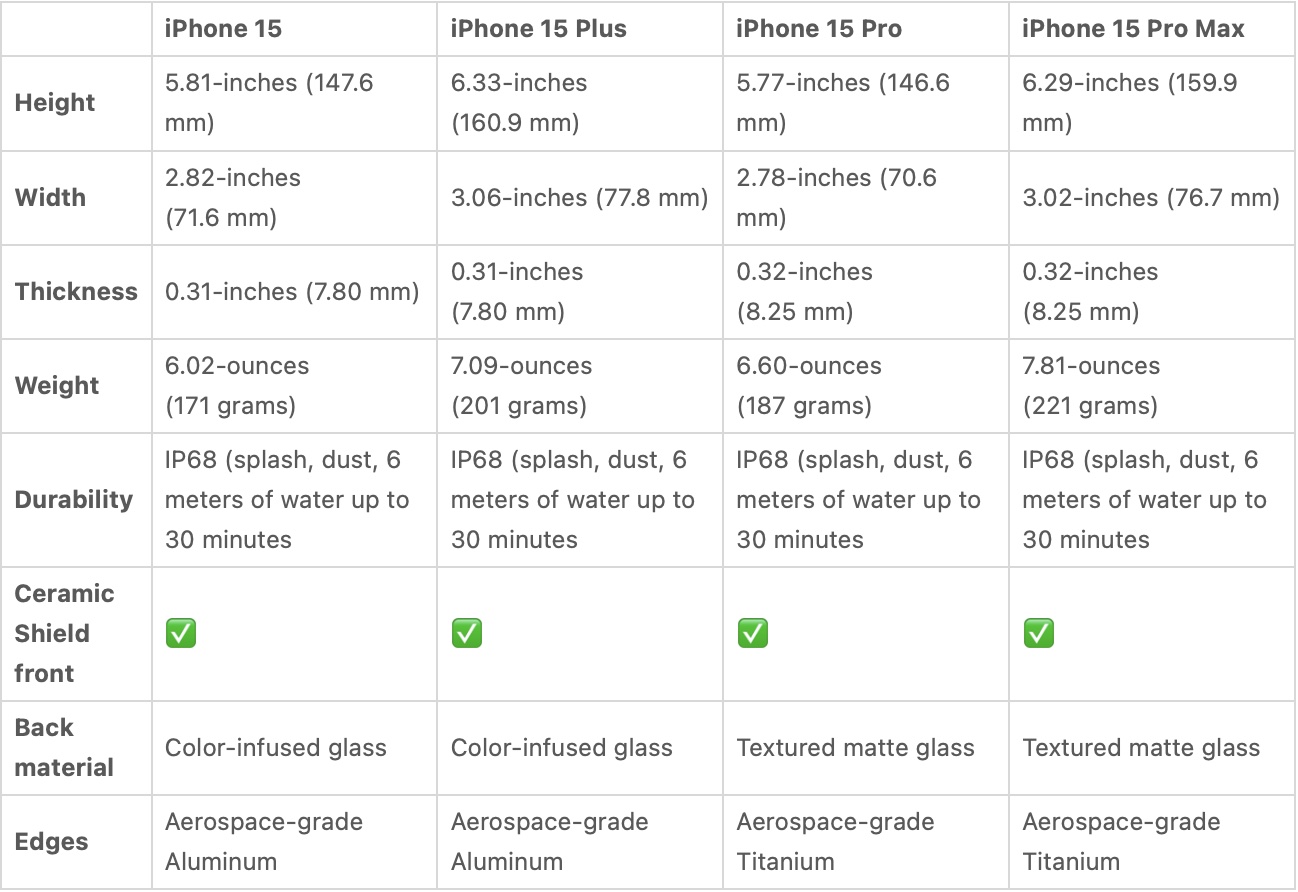 iPhone 15 iPhone 15 Plus iPhone 15 Pro iPhone 15 Pro Max
Height
5.81-inches (147.6
mm)
6.33-inches
(160.9 mm)
5.77-inches (146.6
mm)
6.29-inches (159.9
mm)
Width
2.82-inches
(71.6 mm)
3.06-inches (77.8 mm)
2.78-inches (70.6
mm)
3.02-inches (76.7 mm)
Thickness
0.31-inches (7.80 mm)
0.31-inches
(7.80 mm)
0.32-inches
(8.25 mm)
0.32-inches
(8.25 mm)
Weight
6.02-ounces
(171 grams)
7.09-ounces
(201 grams)
6.60-ounces
(187 grams)
7.81-ounces
(221 grams)
Durability
IP68 (splash, dust, 6
meters of water up to
30 minutes
IP68 (splash, dust, 6
meters of water up to
30 minutes
IP68 (splash, dust, 6
meters of water up to
30 minutes
IP68 (splash, dust, 6
meters of water up to
30 minutes
Ceramic
Shield
front
✅
✅
✅
✅
Back
material
Color-infused glass
Color-infused glass
Textured matte glass
Textured matte glass
Edges
Aerospace-grade
Aluminum
Aerospace-grade
Aluminum
Aerospace-grade
Titanium
Aerospace-grade
Titanium